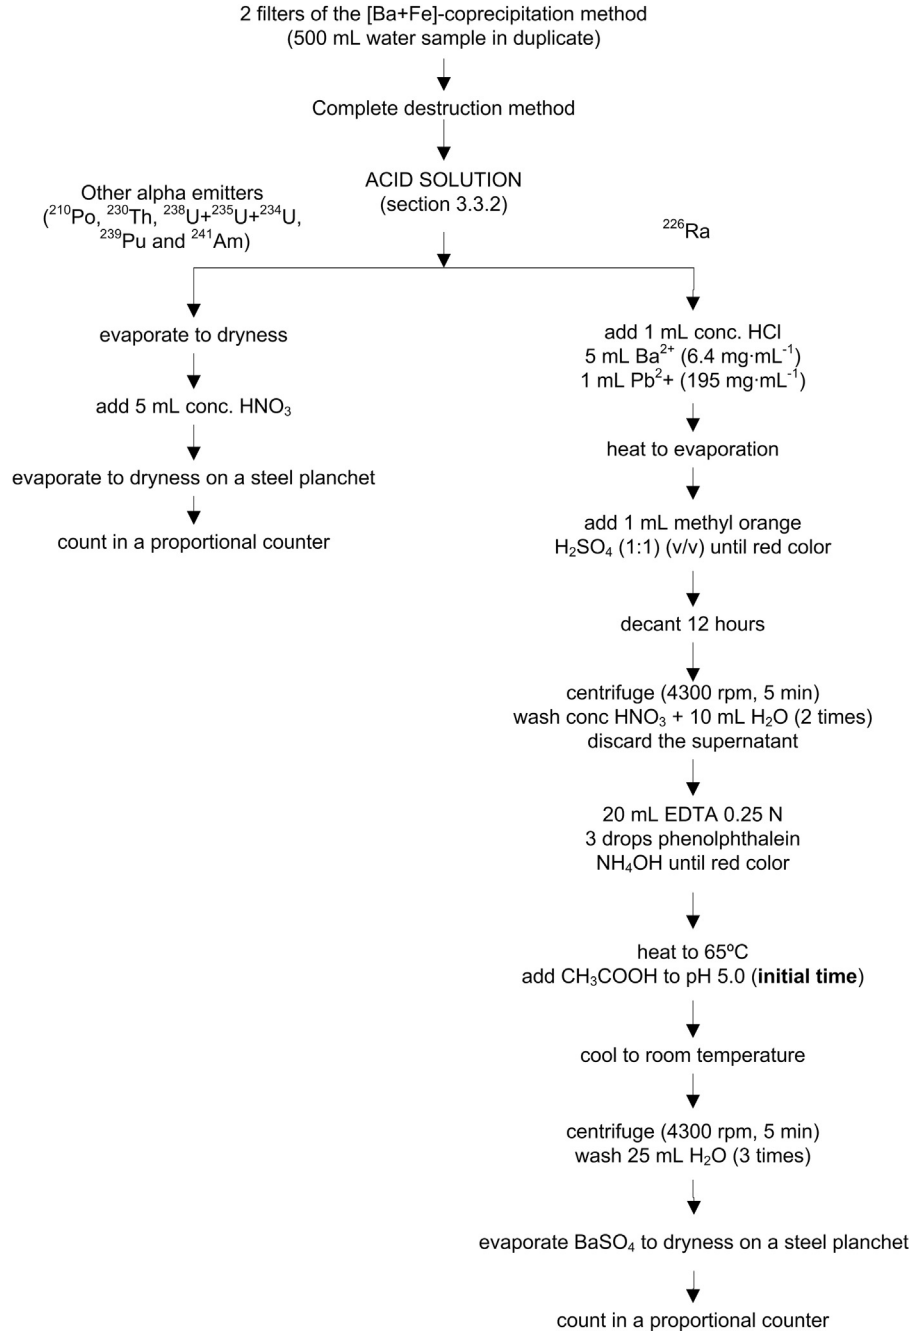 2 filters of the [Ba+Fe]-coprecipitation method
(500 mL water sample in duplicate)
Complete destruction method
ACID SOLUTION
(section 3.3.2)
Other alpha emitters
(²¹⁰Po, ²³⁰Th, ²³⁸U+²³⁵U+²³⁴U,
²³⁹Pu and ²⁴¹Am)
evaporate to dryness
add 5 mL conc. HNO₃
evaporate to dryness on a steel planchet
count in a proportional counter
²²⁶Ra
add 1 mL conc. HCl
5 mL Ba²⁺ (6.4 mg·mL⁻¹)
1 mL Pb²+ (195 mg·mL⁻¹)
heat to evaporation
add 1 mL methyl orange
H₂SO₄ (1:1) (v/v) until red color
decant 12 hours
centrifuge (4300 rpm, 5 min)
wash conc HNO₃ + 10 mL H₂O (2 times)
discard the supernatant
20 mL EDTA 0.25 N
3 drops phenolphthalein
NH₄OH until red color
heat to 65ºC
add CH₃COOH to pH 5.0 (initial time)
cool to room temperature
centrifuge (4300 rpm, 5 min)
wash 25 mL H₂O (3 times)
evaporate BaSO₄ to dryness on a steel planchet
count in a proportional counter